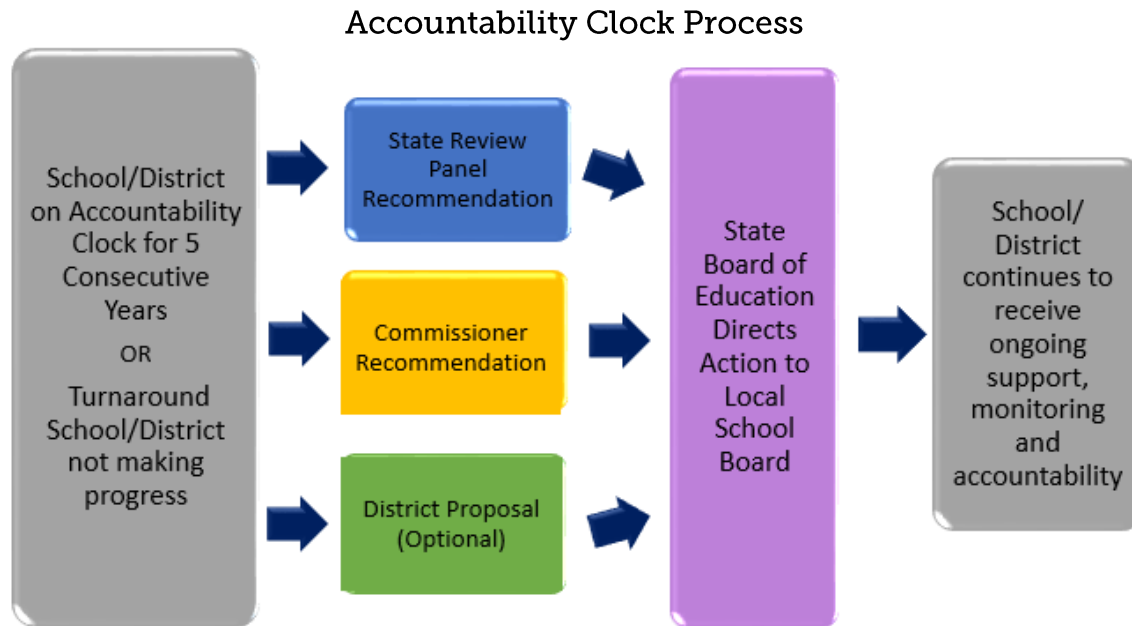 Accountability Clock Process
School/District
on Accountability
Clock for 5
Consecutive
Years
OR
Turnaround
School/District
not making
progress
State Review
Panel
Recommendation
Commissioner
Recommendation
District Proposal
(Optional)
State
Board of
Education
Directs
Action to
Local
School
Board
School/
District
continues to
receive
ongoing
support,
monitoring
and
accountability